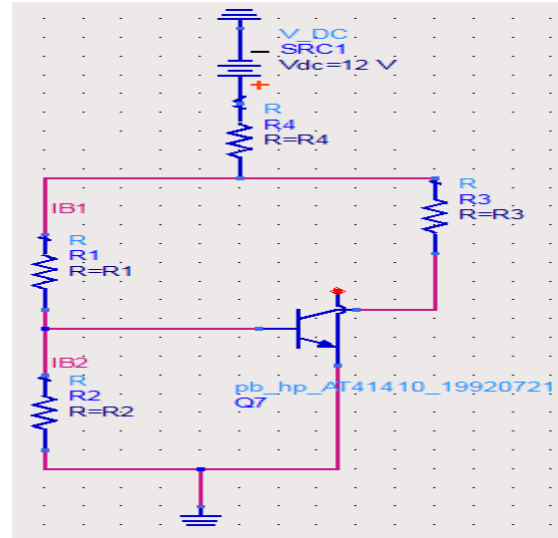 V_DC
SRC1
Vdc=12 V
R
R4
R=R4
IB1
R
R3
R=R3
R
R1
R=R1
IB2
R
R2
R=R2
pb_hp_AT41410_19920721
Q7